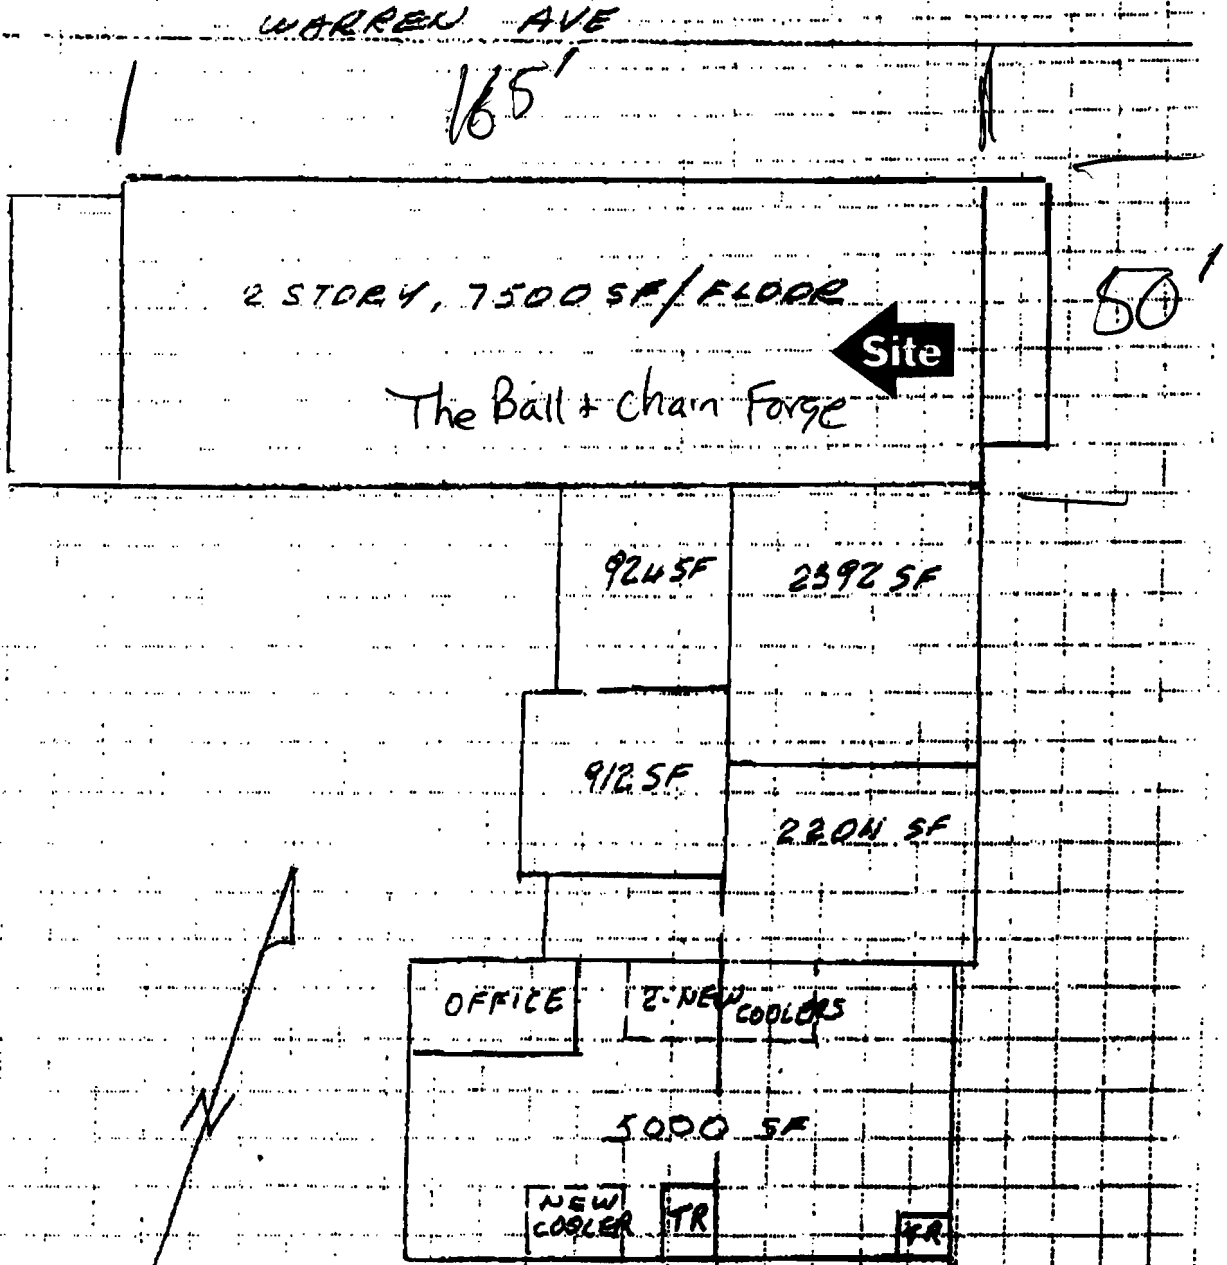 WARREN AVE
165'
2 STORY, 7500 SF/FLOOR
50'
Site
The Ball + Chain Forge
924 SF
2392 SF
912 SF
2204 SF
OFFICE
2-NEW COOLERS
5000 SF
NEW
COOLER
TR
TR
N